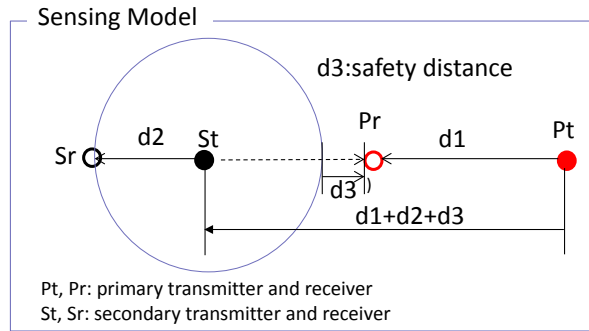 Sensing Model
d3:safety distance
Pr
Pt
St
Sr
d2
d1
d3
d1+d2+d3
Pt, Pr: primary transmitter and receiver
St, Sr: secondary transmitter and receiver